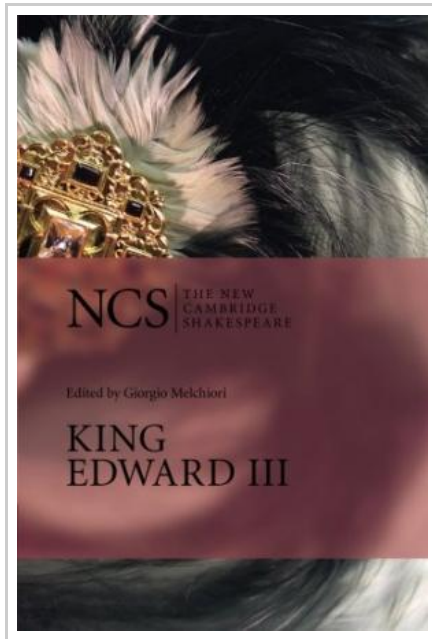 NCS
THE NEW
CAMBRIDGE
SHAKESPEARE
Edited by Giorgio Melchiori
KING
EDWARD III